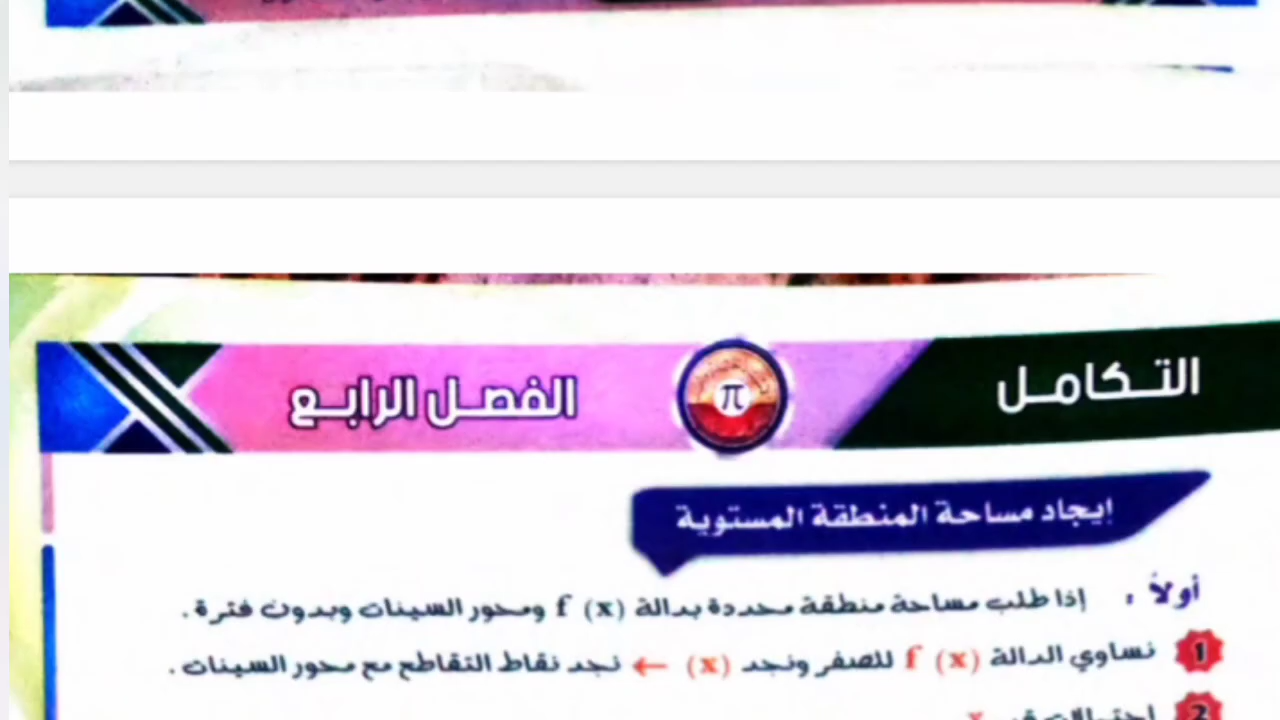 التكامل
π
الفصل الرابع
إيجاد مساحة المنطقة المستوية
أولاً : إذا طلب مساحة منطقة محددة بدالة f (x) ومحور السينات وبدون فترة .
1 نساوي الدالة f (x) للصفر ونجد (x) ← نجد نقاط التقاطع مع محور السينات .
2